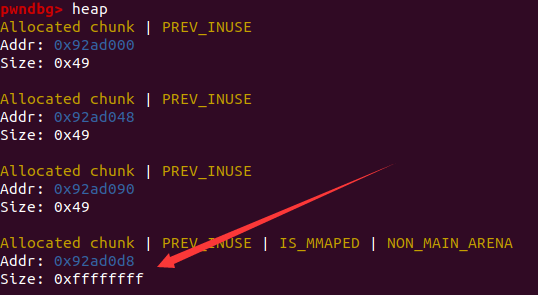 pwndbg> heap
Allocated chunk | PREV_INUSE
Addr: 0x92ad000
Size: 0x49
Allocated chunk | PREV_INUSE
Addr: 0x92ad048
Size: 0x49
Allocated chunk | PREV_INUSE
Addr: 0x92ad090
Size: 0x49
Allocated chunk | PREV_INUSE | IS_MMAPED | NON_MAIN_ARENA
Addr: 0x92ad0d8
Size: 0xffffffff